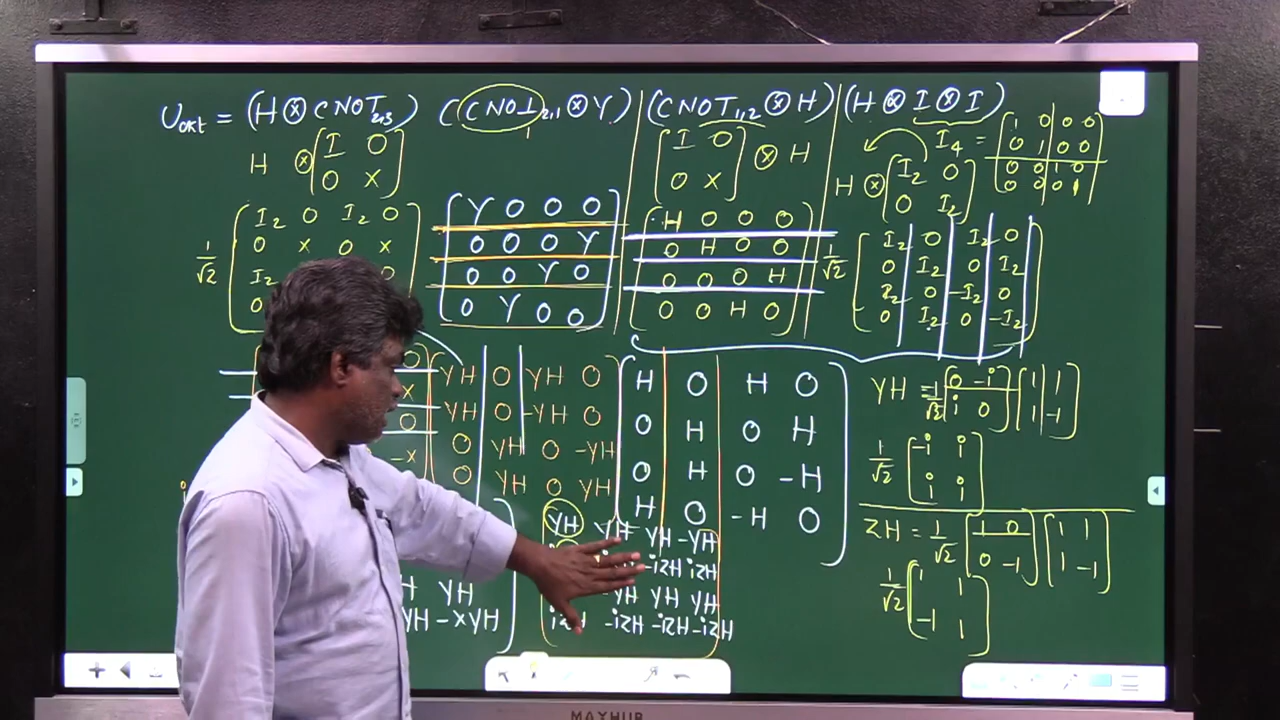 U_ckt = (H ⊗ CNOT_2,3) (CNOT_2,1 ⊗ Y) (CNOT_1,2 ⊗ H) (H ⊗ I ⊗ I)
H ⊗ [I 0
0 X]
[I 0
0 X] ⊗ H
I_4 = [1 0 0 0
0 1 0 0
0 0 1 0
0 0 0 1]
H ⊗ [I_2 0
0 I_2]
1/√2 [I_2 0 I_2 0
0 X 0 X
I_2 0
0
[Y 0 0 0
0 0 0 Y
0 0 Y 0
0 Y 0 0]
[H 0 0 0
0 H 0 0
0 0 0 H
0 0 H 0]
1/√2 [I_2 0 I_2 0
0 I_2 0 I_2
I_2 0 -I_2 0
0 I_2 0 -I_2]
0
X
0
-X
[YH 0 YH 0
YH 0 -YH 0
0 YH 0 -YH
0 YH 0 YH
[H 0 H 0
0 H 0 H
0 H 0 -H
H 0 -H 0]
YH = 1/√2 [0 -i
i 0] [1 1
1 -1]
1/√2 [-i i
i i]
ZH = 1/√2 [1 0
0 -1] [1 1
1 -1]
1/√2 [1 1
-1 1]
H YH
YH -XYH]
[YH YH YH -YH
-iZH iZH
YH YH YH
iZH -iZH -iZH -iZH]
MAXHUB